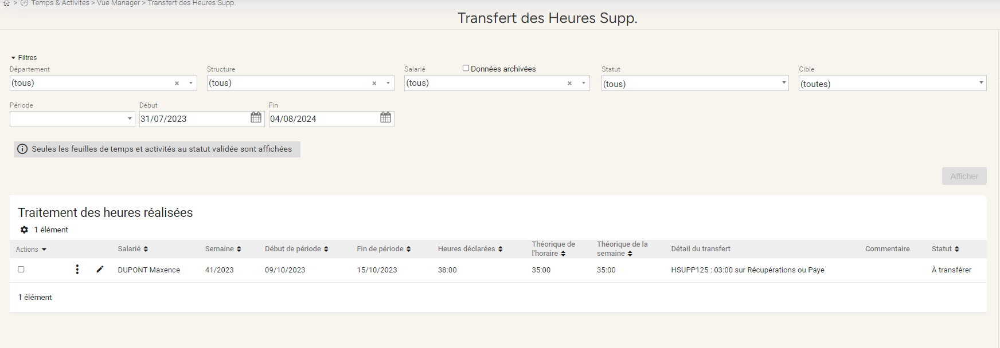 > Temps & Activités > Vue Manager > Transfert des Heures Supp.
Transfert des Heures Supp.
Filtres
Département
Structure
Salarié
Données archivées
Statut
Cible
(tous)
(tous)
(tous)
(tous)
(toutes)
Période
Début
Fin
31/07/2023
04/08/2024
Seules les feuilles de temps et activités au statut validée sont affichées
Afficher
Traitement des heures réalisées
1 élément
Actions
Salarié
Semaine
Début de période
Fin de période
Heures déclarées
Théorique de
l'horaire
Théorique de la
semaine
Détail du transfert
Commentaire
Statut
DUPONT Maxence
41/2023
09/10/2023
15/10/2023
38:00
35:00
35:00
HSUPP125 : 03:00 sur Récupérations ou Paye
À transférer
1 élément